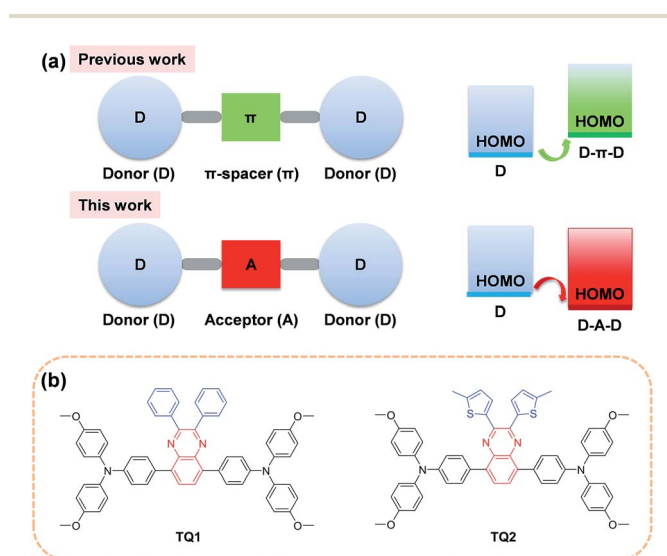 (a) Previous work
D π D HOMO HOMO
Donor (D) π-spacer (π) Donor (D) D D-π-D
This work
D A D HOMO HOMO
Donor (D) Acceptor (A) Donor (D) D D-A-D
(b)
S S
O N N O O N N O
N N N N
O O O O
TQ1 TQ2